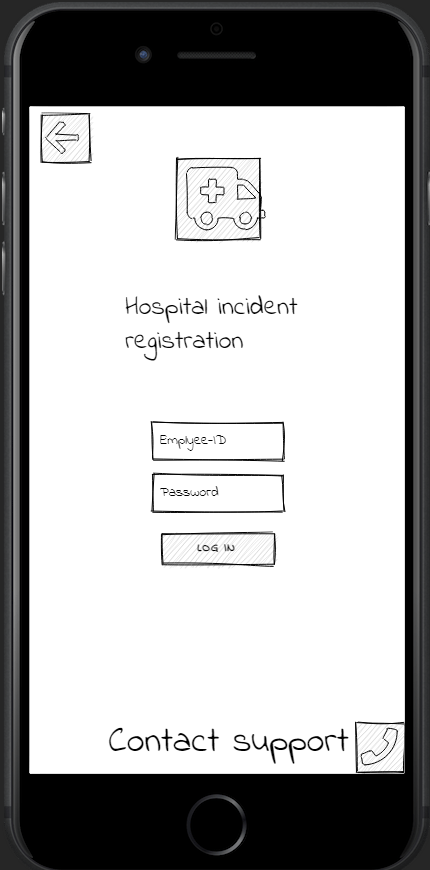 Hospital incident
registration
Emplyee-ID
Password
LOG IN
Contact support